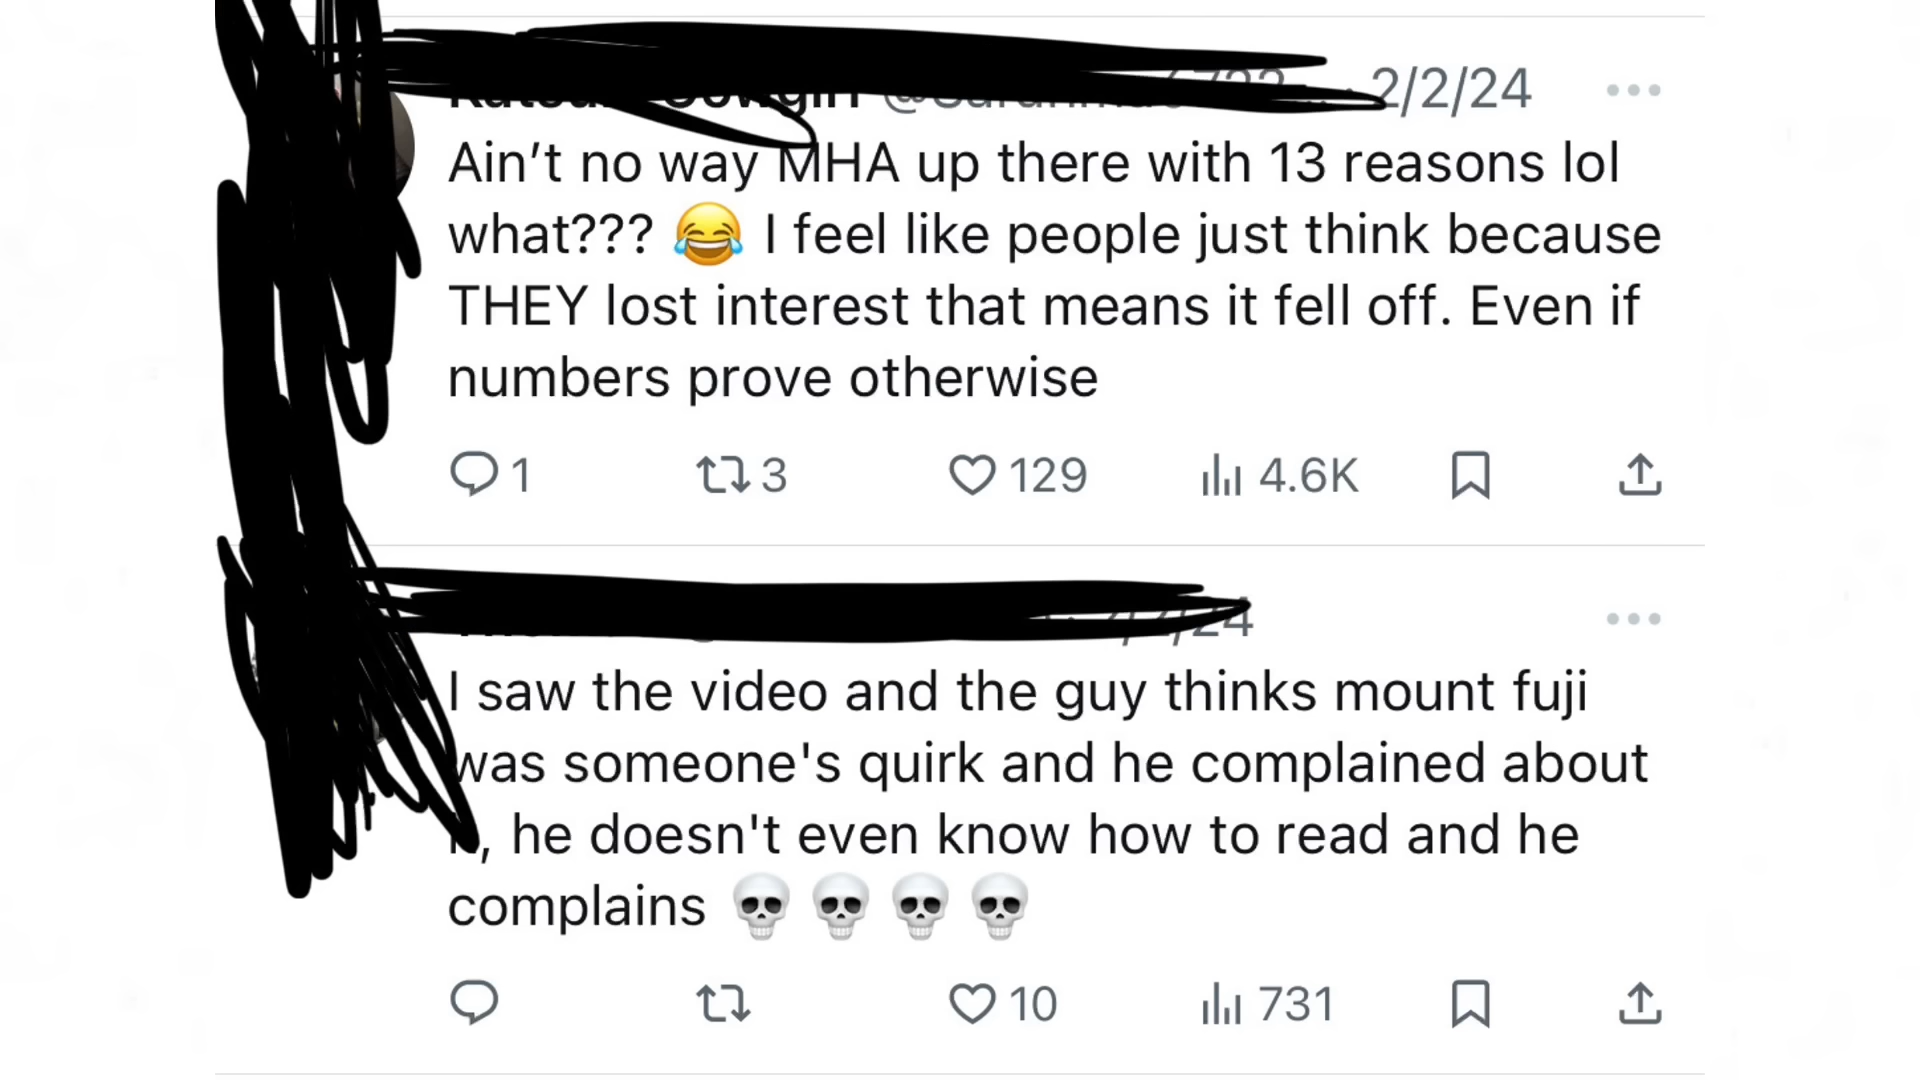 2/2/24
Ain’t no way MHA up there with 13 reasons lol
what??? 😂 I feel like people just think because
THEY lost interest that means it fell off. Even if
numbers prove otherwise
1 3 129 4.6K
I saw the video and the guy thinks mount fuji
was someone's quirk and he complained about
he doesn't even know how to read and he
complains 💀 💀 💀 💀
10 731